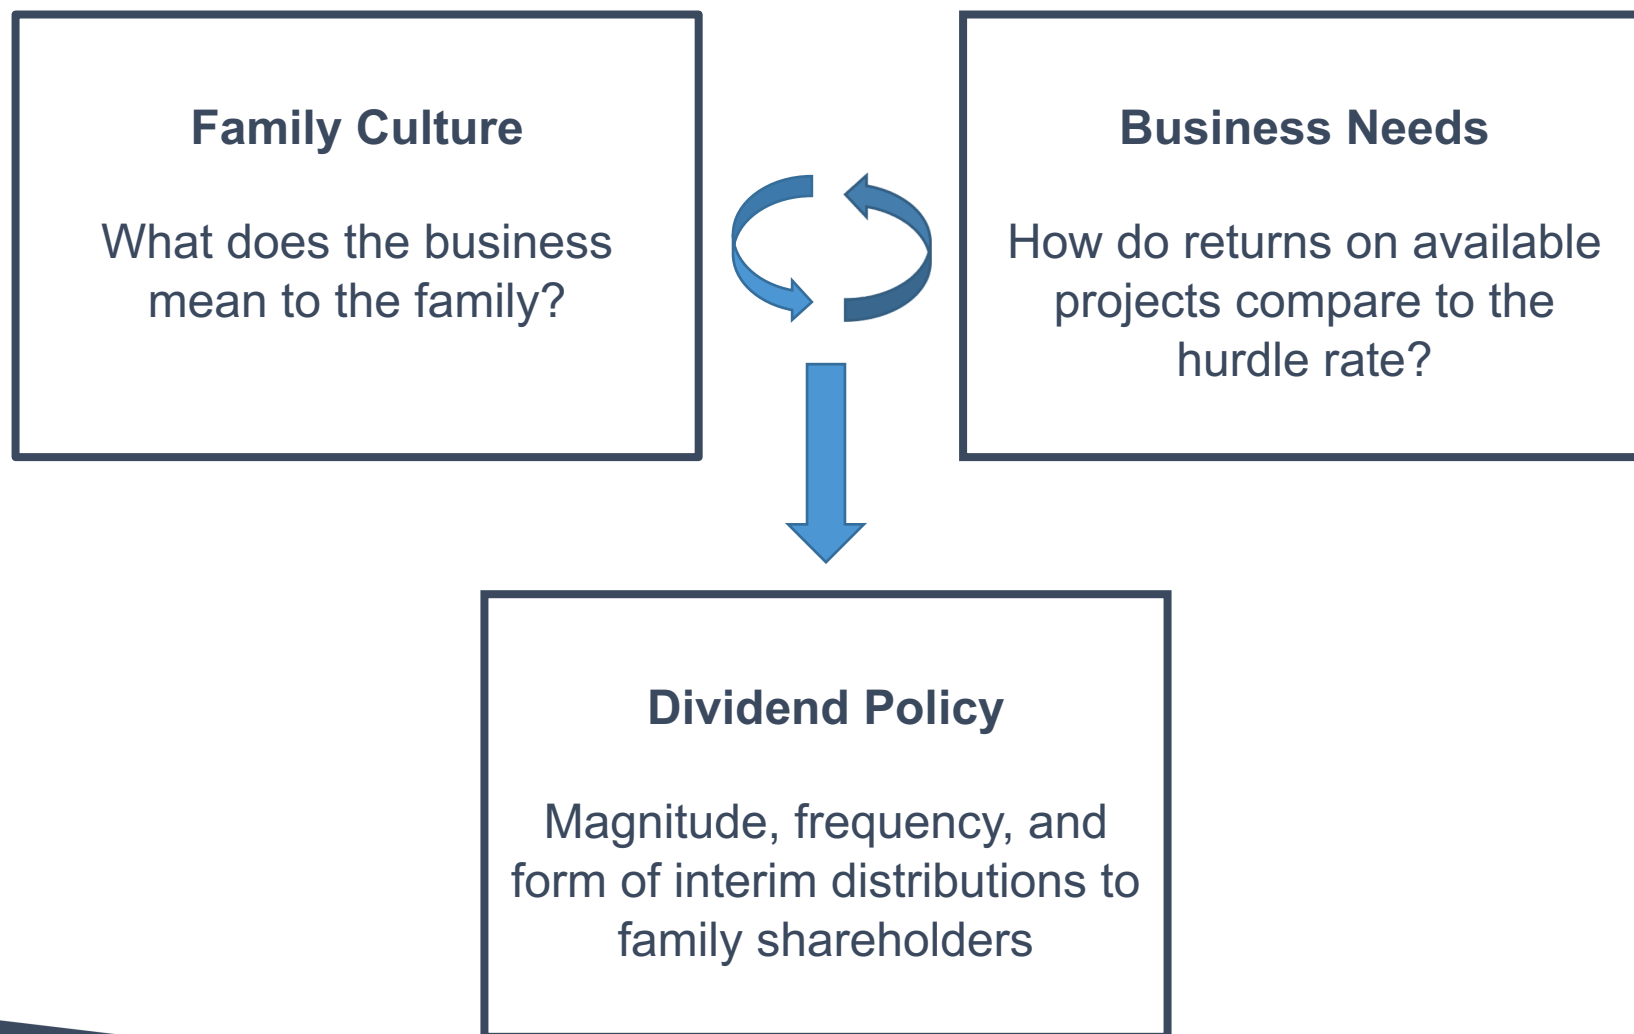 Family Culture
What does the business
mean to the family?
Business Needs
How do returns on available
projects compare to the
hurdle rate?
Dividend Policy
Magnitude, frequency, and
form of interim distributions to
family shareholders